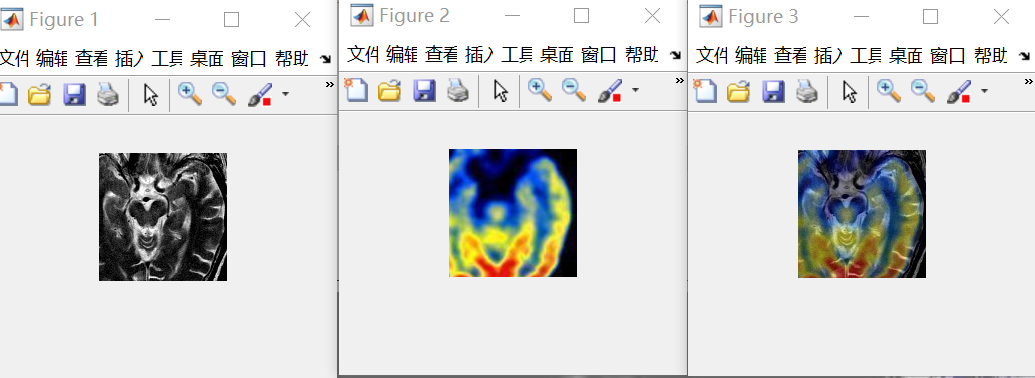 Figure 1
文件 编辑 查看 插入 工具 桌面 窗口 帮助
Figure 2
文件 编辑 查看 插入 工具 桌面 窗口 帮助
Figure 3
文件 编辑 查看 插入 工具 桌面 窗口 帮助